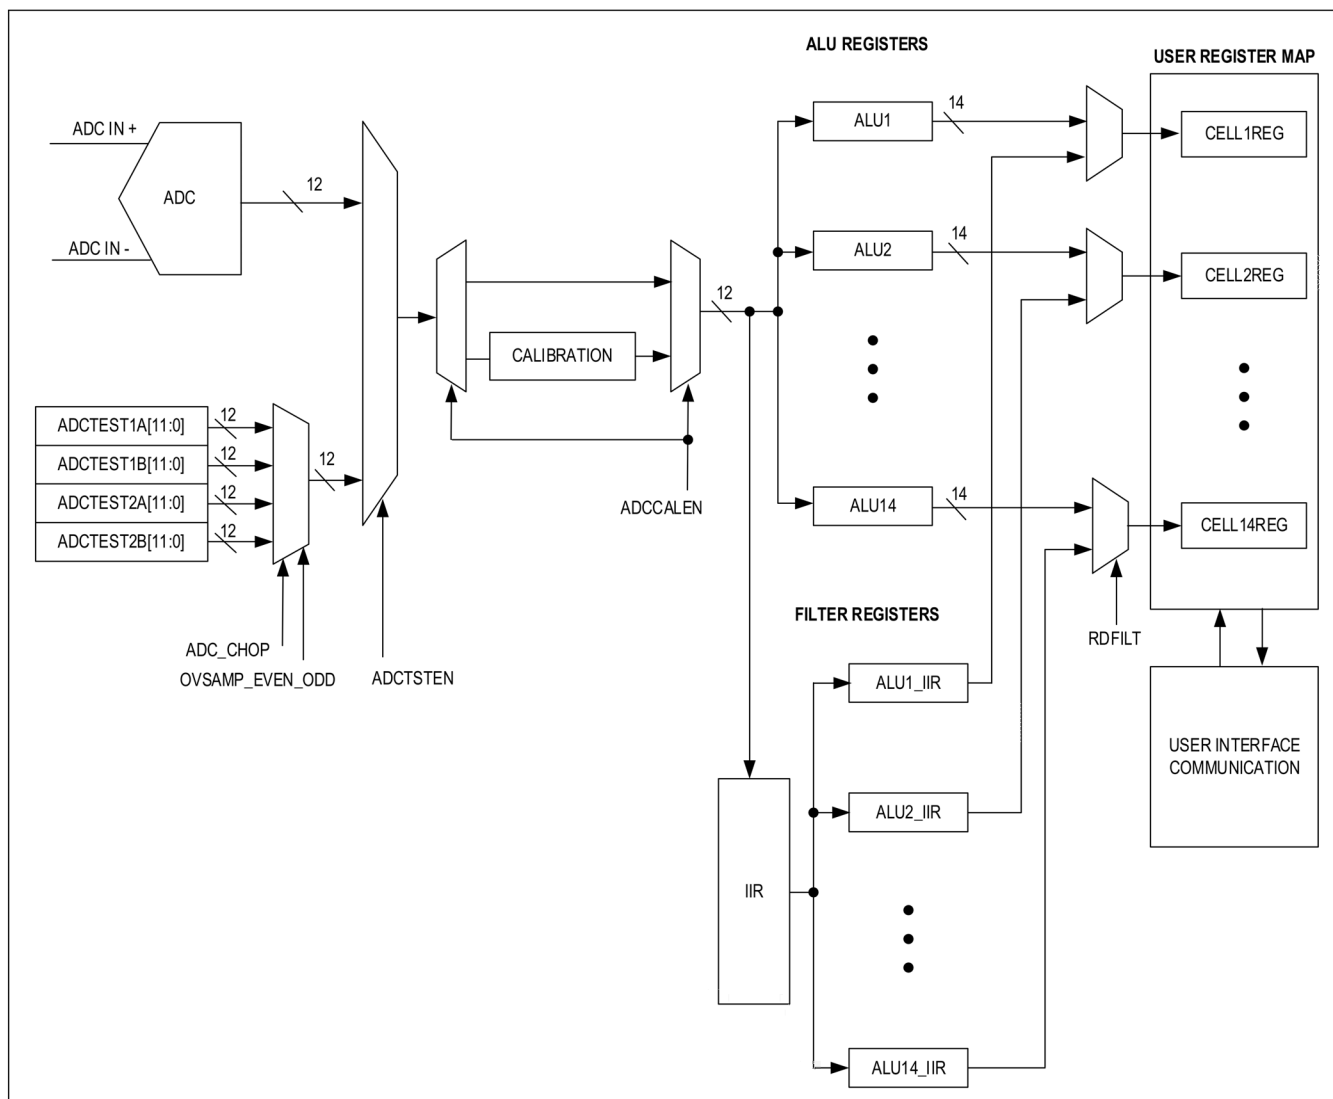 ALU REGISTERS
USER REGISTER MAP
ADC IN +
ADC
ADC IN -
12
12
ALU1
14
CELL1REG
ALU2
14
CELL2REG
CALIBRATION
ADCTEST1A[11:0]
12
ADCTEST1B[11:0]
12
ADCTEST2A[11:0]
12
ADCTEST2B[11:0]
12
12
ADCCALEN
ALU14
14
CELL14REG
ADC_CHOP
OVSAMP_EVEN_ODD
ADCTSTEN
FILTER REGISTERS
RDFILT
ALU1_IIR
USER INTERFACE
COMMUNICATION
ALU2_IIR
IIR
ALU14_IIR